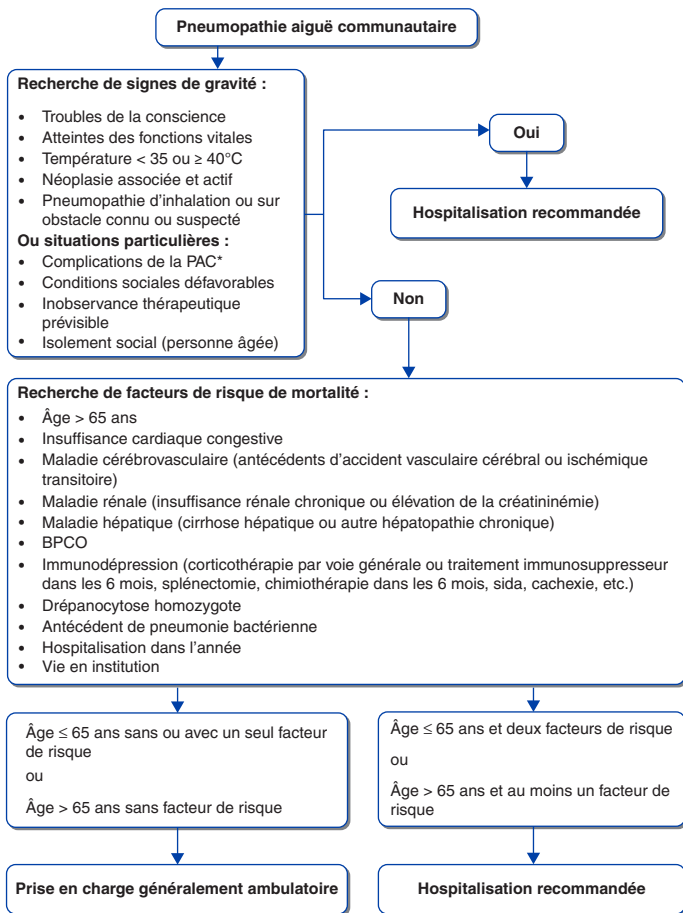 Pneumopathie aiguë communautaire
Recherche de signes de gravité :
• Troubles de la conscience
• Atteintes des fonctions vitales
• Température < 35 ou ≥ 40°C
• Néoplasie associée et actif
• Pneumopathie d'inhalation ou sur
obstacle connu ou suspecté
Ou situations particulières :
• Complications de la PAC*
• Conditions sociales défavorables
• Inobservance thérapeutique
prévisible
• Isolement social (personne âgée)
Oui
Hospitalisation recommandée
Non
Recherche de facteurs de risque de mortalité :
• Âge > 65 ans
• Insuffisance cardiaque congestive
• Maladie cérébrovasculaire (antécédents d'accident vasculaire cérébral ou ischémique
transitoire)
• Maladie rénale (insuffisance rénale chronique ou élévation de la créatininémie)
• Maladie hépatique (cirrhose hépatique ou autre hépatopathie chronique)
• BPCO
• Immunodépression (corticothérapie par voie générale ou traitement immunosuppresseur
dans les 6 mois, splénectomie, chimiothérapie dans les 6 mois, sida, cachexie, etc.)
• Drépanocytose homozygote
• Antécédent de pneumonie bactérienne
• Hospitalisation dans l'année
• Vie en institution
Âge ≤ 65 ans sans ou avec un seul facteur
de risque
ou
Âge > 65 ans sans facteur de risque
Âge ≤ 65 ans et deux facteurs de risque
ou
Âge > 65 ans et au moins un facteur de
risque
Prise en charge généralement ambulatoire
Hospitalisation recommandée